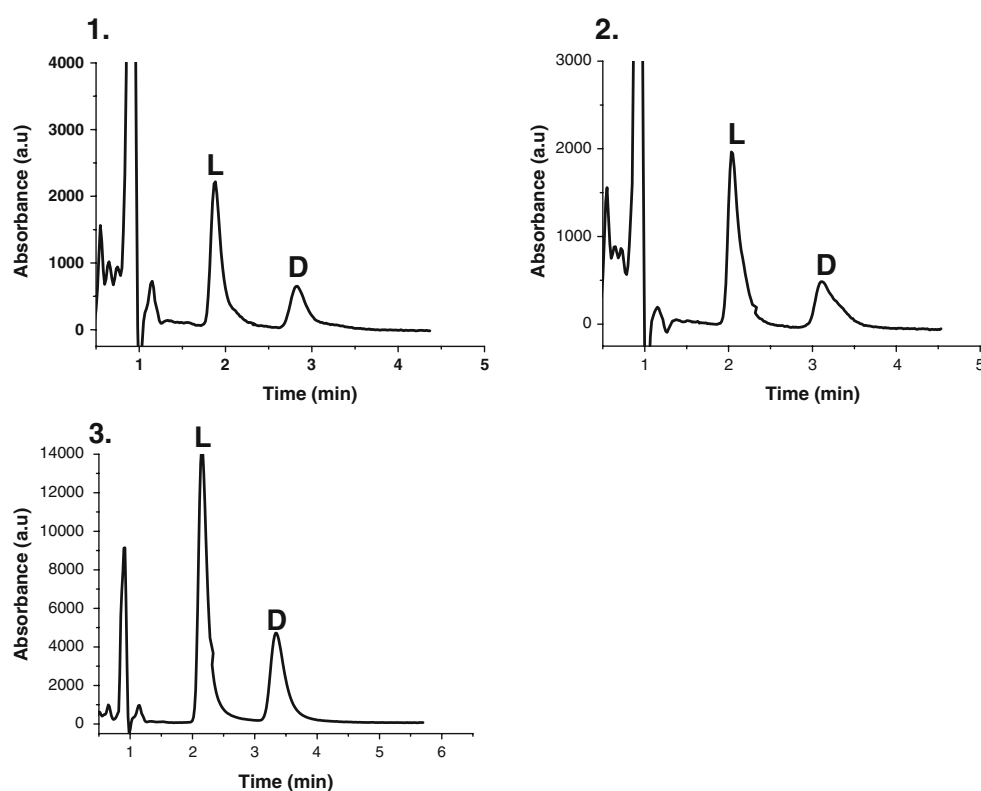 1.
4000
3000
2000
1000
0
Absorbance (a.u)
L
D
1 2 3 4 5
Time (min)
2.
3000
2000
1000
0
Absorbance (a.u)
L
D
1 2 3 4 5
Time (min)
3.
14000
12000
10000
8000
6000
4000
2000
0
Absorbance (a.u)
L
D
1 2 3 4 5 6
Time (min)